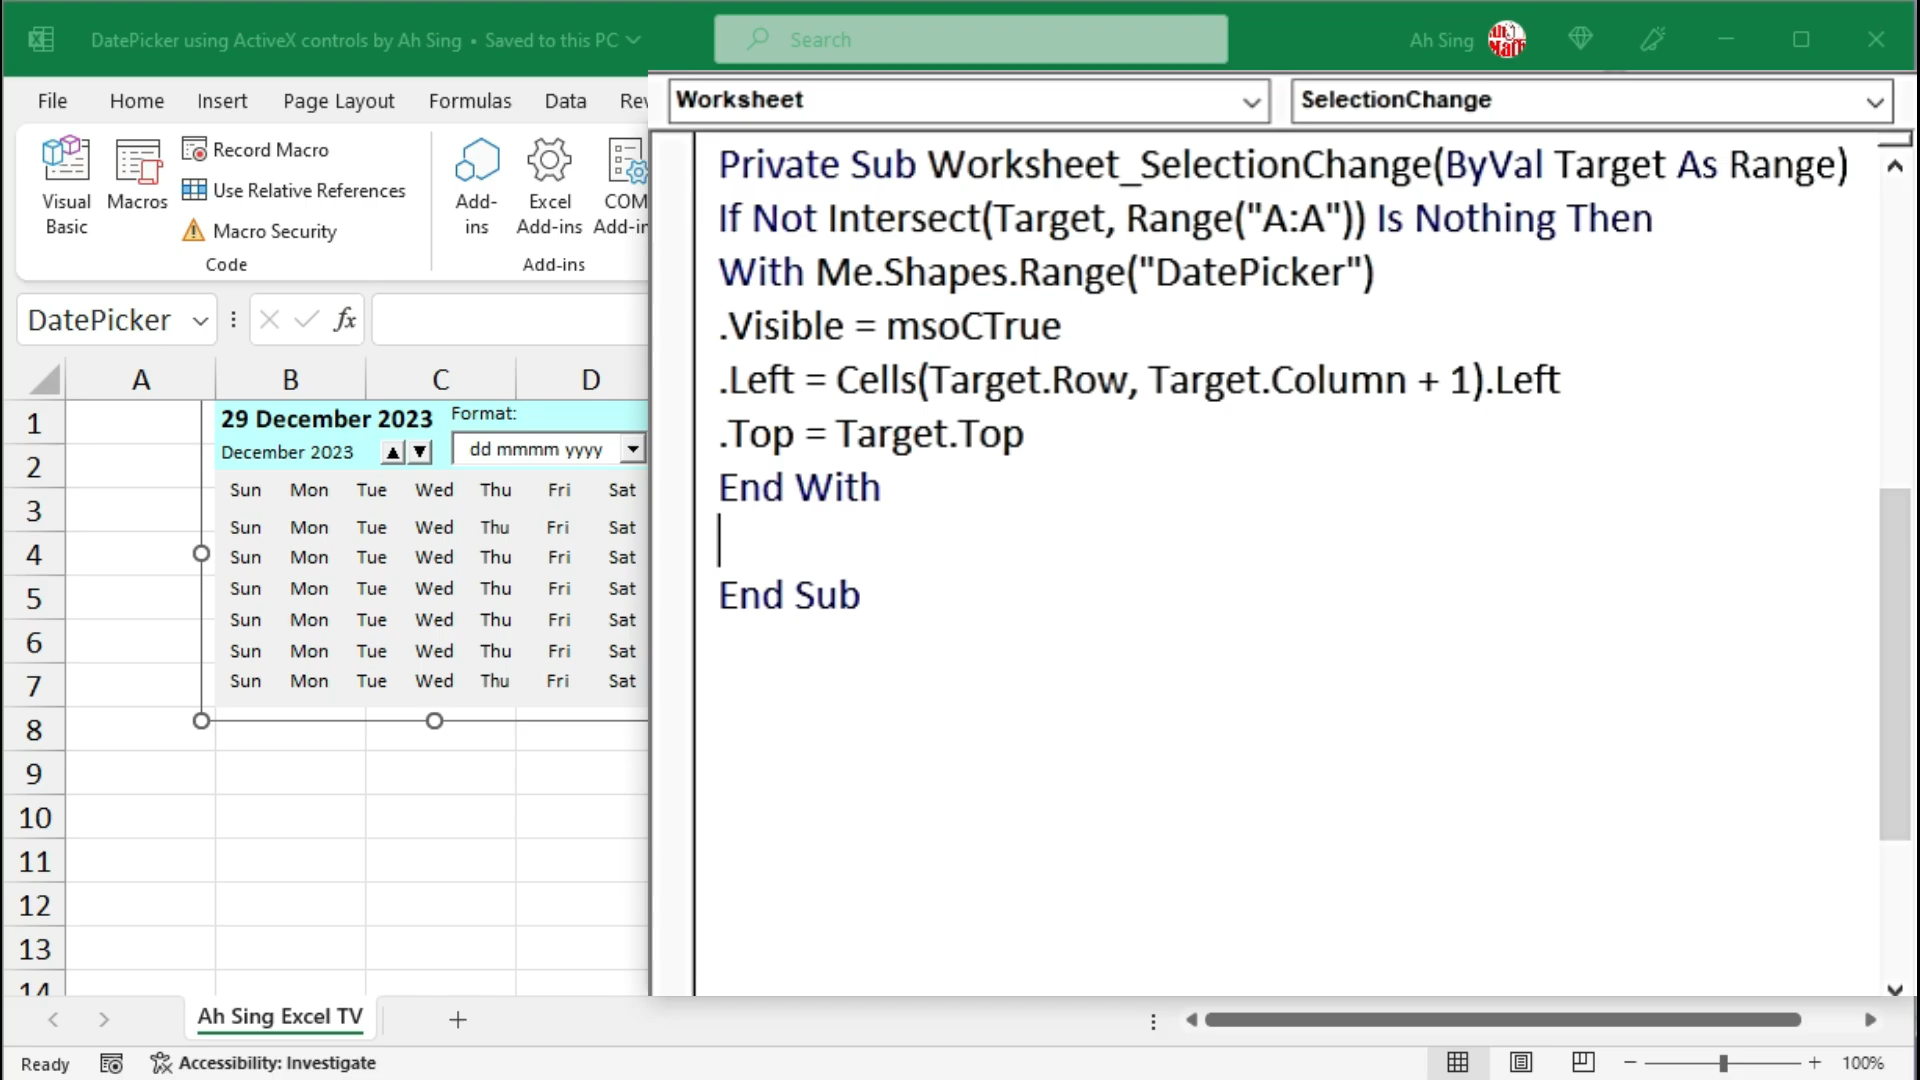 DatePicker using ActiveX controls by Ah Sing • Saved to this PC
Search
Ah Sing
File Home Insert Page Layout Formulas Data Rev
Visual Basic
Macros
Record Macro
Use Relative References
Macro Security
Code
Add-ins
Excel Add-ins
COM Add-in
Add-ins
DatePicker
fx
Worksheet
SelectionChange
Private Sub Worksheet_SelectionChange(ByVal Target As Range)
If Not Intersect(Target, Range("A:A")) Is Nothing Then
With Me.Shapes.Range("DatePicker")
.Visible = msoCTrue
.Left = Cells(Target.Row, Target.Column + 1).Left
.Top = Target.Top
End With
End Sub
A B C D
1
2
3
4
5
6
7
8
9
10
11
12
13
14
29 December 2023
Format:
December 2023 ▲ ▼
dd mmmm yyyy
Sun Mon Tue Wed Thu Fri Sat
Sun Mon Tue Wed Thu Fri Sat
Sun Mon Tue Wed Thu Fri Sat
Sun Mon Tue Wed Thu Fri Sat
Sun Mon Tue Wed Thu Fri Sat
Sun Mon Tue Wed Thu Fri Sat
Sun Mon Tue Wed Thu Fri Sat
Ah Sing Excel TV
Ready
Accessibility: Investigate
100%